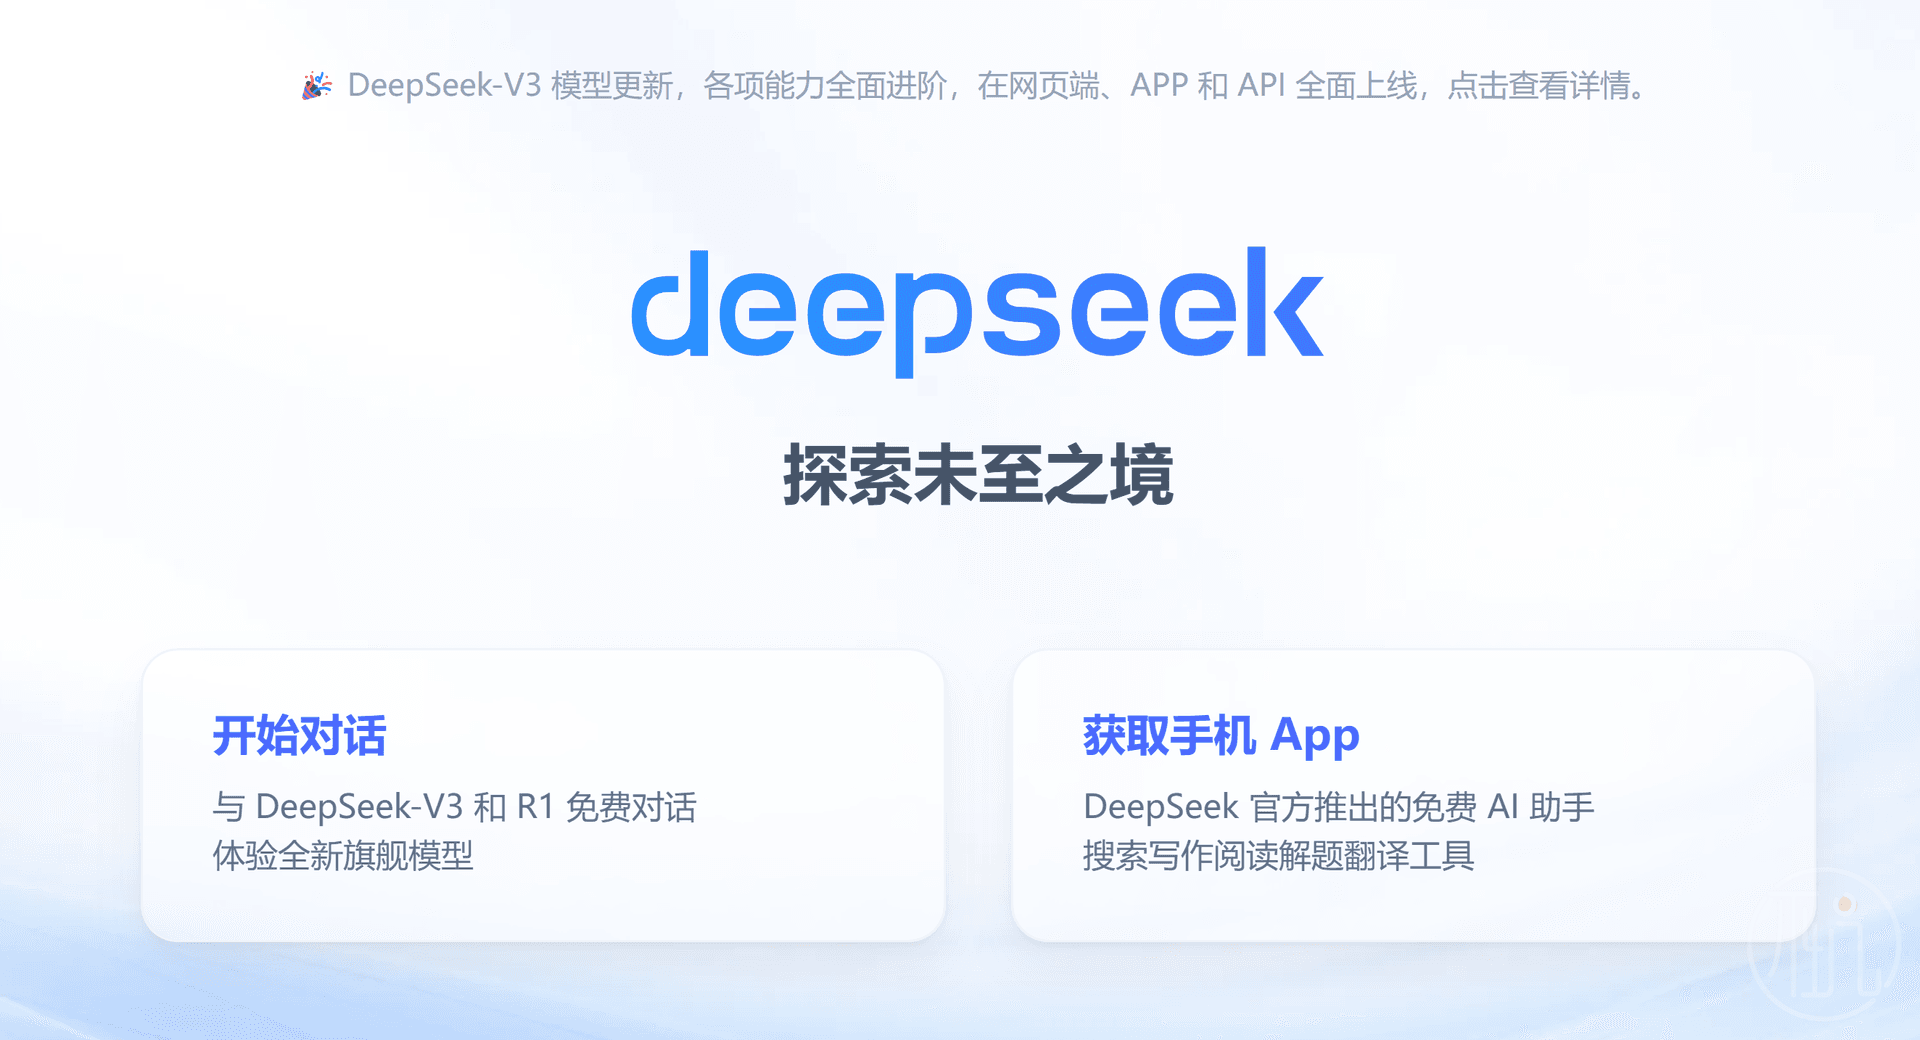 🎉 DeepSeek-V3 模型更新，各项能力全面进阶，在网页端、APP 和 API 全面上线，点击查看详情。
deepseek
探索未至之境
开始对话
与 DeepSeek-V3 和 R1 免费对话
体验全新旗舰模型
获取手机 App
DeepSeek 官方推出的免费 AI 助手
搜索写作阅读解题翻译工具